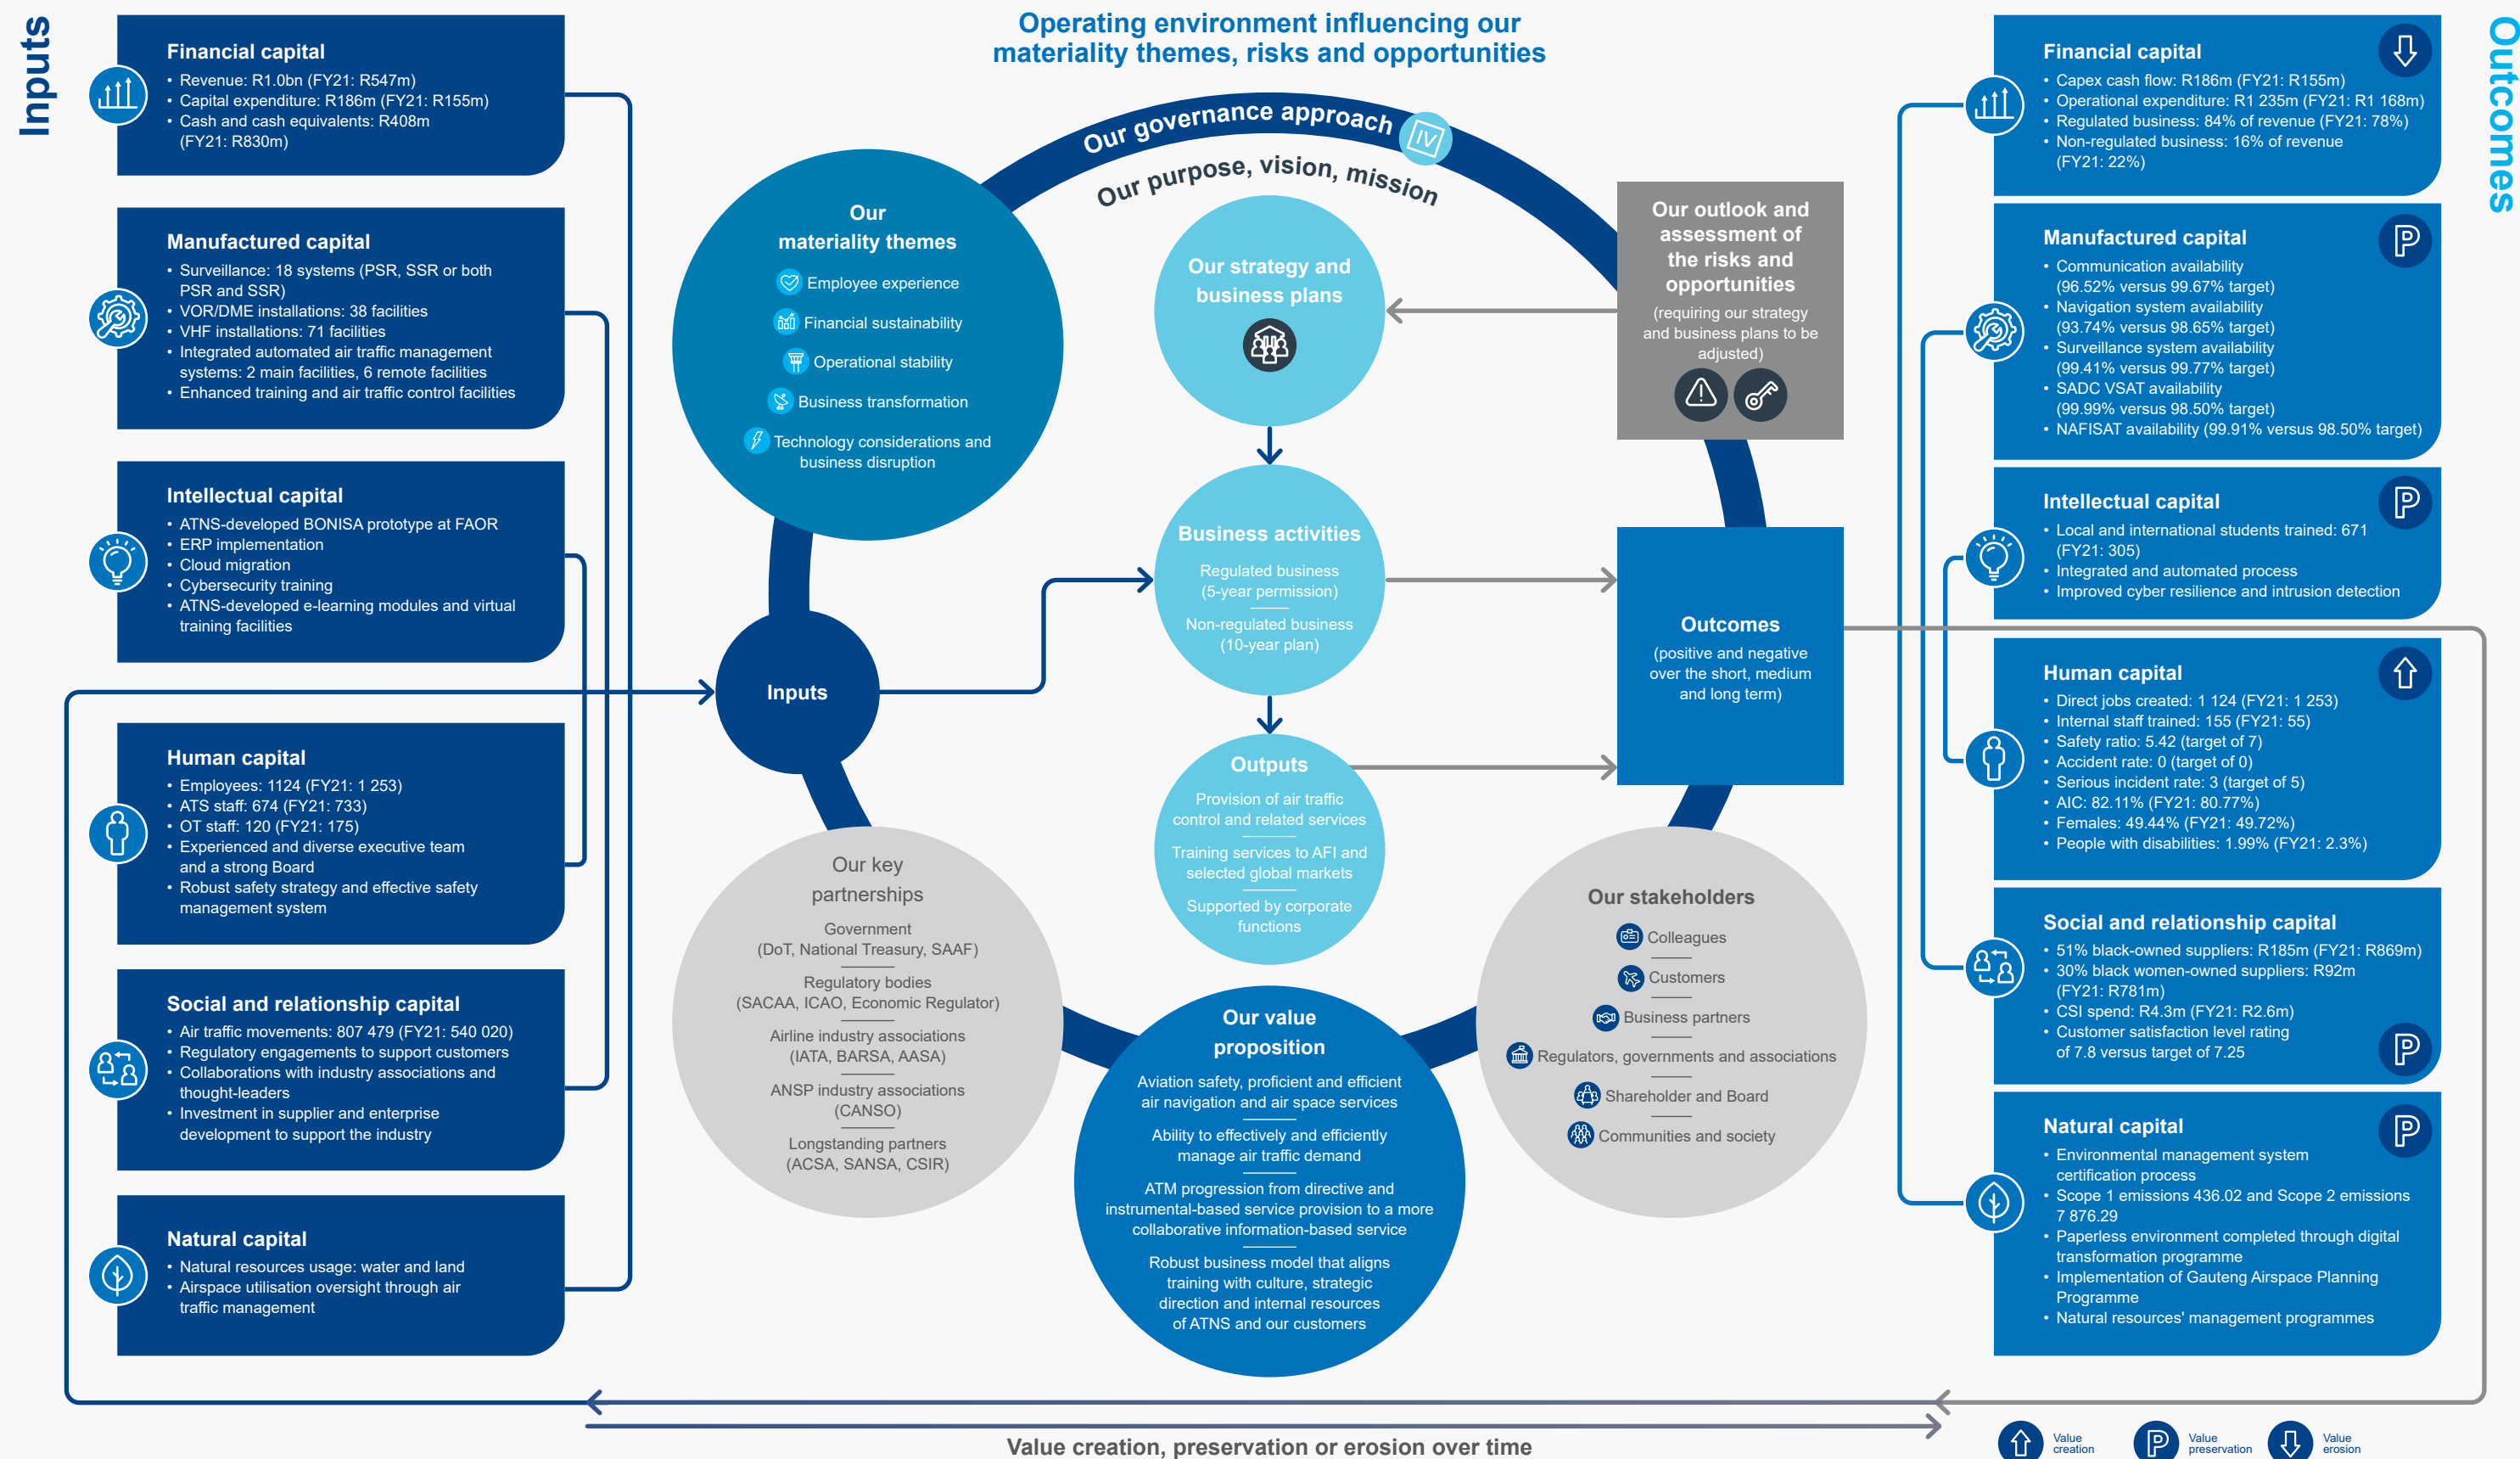 Inputs
Financial capital
• Revenue: R1.0bn (FY21: R547m)
• Capital expenditure: R186m (FY21: R155m)
• Cash and cash equivalents: R408m
(FY21: R830m)
Manufactured capital
• Surveillance: 18 systems (PSR, SSR or both
PSR and SSR)
• VOR/DME installations: 38 facilities
• VHF installations: 71 facilities
• Integrated automated air traffic management
systems: 2 main facilities, 6 remote facilities
• Enhanced training and air traffic control facilities
Intellectual capital
• ATNS-developed BONISA prototype at FAOR
• ERP implementation
• Cloud migration
• Cybersecurity training
• ATNS-developed e-learning modules and virtual
training facilities
Human capital
• Employees: 1124 (FY21: 1 253)
• ATS staff: 674 (FY21: 733)
• OT staff: 120 (FY21: 175)
• Experienced and diverse executive team
and a strong Board
• Robust safety strategy and effective safety
management system
Social and relationship capital
• Air traffic movements: 807 479 (FY21: 540 020)
• Regulatory engagements to support customers
• Collaborations with industry associations and
thought-leaders
• Investment in supplier and enterprise
development to support the industry
Natural capital
• Natural resources usage: water and land
• Airspace utilisation oversight through air
traffic management
Operating environment influencing our
materiality themes, risks and opportunities
Our governance approach
IV
Our purpose, vision, mission
Our
materiality themes
Employee experience
Financial sustainability
Operational stability
Business transformation
Technology considerations and
business disruption
Inputs
Our key
partnerships
Government
(DoT, National Treasury, SAAF)
Regulatory bodies
(SACAA, ICAO, Economic Regulator)
Airline industry associations
(IATA, BARSA, AASA)
ANSP industry associations
(CANSO)
Longstanding partners
(ACSA, SANSA, CSIR)
Our strategy and
business plans
Business activities
Regulated business
(5-year permission)
Non-regulated business
(10-year plan)
Outputs
Provision of air traffic
control and related services
Training services to AFI and
selected global markets
Supported by corporate
functions
Our value
proposition
Aviation safety, proficient and efficient
air navigation and air space services
Ability to effectively and efficiently
manage air traffic demand
ATM progression from directive and
instrumental-based service provision to a more
collaborative information-based service
Robust business model that aligns
training with culture, strategic
direction and internal resources
of ATNS and our customers
Our outlook and
assessment of
the risks and
opportunities
(requiring our strategy
and business plans to be
adjusted)
Outcomes
(positive and negative
over the short, medium
and long term)
Our stakeholders
Colleagues
Customers
Business partners
Regulators, governments and associations
Shareholder and Board
Communities and society
Outcomes
Financial capital
• Capex cash flow: R186m (FY21: R155m)
• Operational expenditure: R1 235m (FY21: R1 168m)
• Regulated business: 84% of revenue (FY21: 78%)
• Non-regulated business: 16% of revenue
(FY21: 22%)
Manufactured capital
P
• Communication availability
(96.52% versus 99.67% target)
• Navigation system availability
(93.74% versus 98.65% target)
• Surveillance system availability
(99.41% versus 99.77% target)
• SADC VSAT availability
(99.99% versus 98.50% target)
• NAFISAT availability (99.91% versus 98.50% target)
Intellectual capital
P
• Local and international students trained: 671
(FY21: 305)
• Integrated and automated process
• Improved cyber resilience and intrusion detection
Human capital
• Direct jobs created: 1 124 (FY21: 1 253)
• Internal staff trained: 155 (FY21: 55)
• Safety ratio: 5.42 (target of 7)
• Accident rate: 0 (target of 0)
• Serious incident rate: 3 (target of 5)
• AIC: 82.11% (FY21: 80.77%)
• Females: 49.44% (FY21: 49.72%)
• People with disabilities: 1.99% (FY21: 2.3%)
Social and relationship capital
• 51% black-owned suppliers: R185m (FY21: R869m)
• 30% black women-owned suppliers: R92m
(FY21: R781m)
• CSI spend: R4.3m (FY21: R2.6m)
• Customer satisfaction level rating
of 7.8 versus target of 7.25
P
Natural capital
P
• Environmental management system
certification process
• Scope 1 emissions 436.02 and Scope 2 emissions
7 876.29
• Paperless environment completed through digital
transformation programme
• Implementation of Gauteng Airspace Planning
Programme
• Natural resources' management programmes
Value creation, preservation or erosion over time
Value
creation
P
Value
preservation
Value
erosion